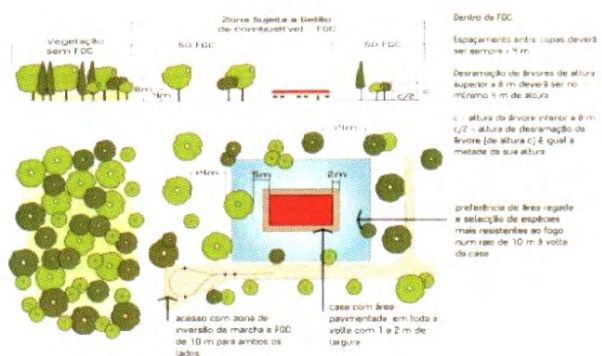 Zona Sujeita a Gestão
de Combustível FGC
Vegetação
sem FGC
50 FGC
50 FGC
8m
4m
c/2
Dentro da FGC
Espaçamento entre copas deverá
ser sempre > 4 m
Desramação de árvores de altura
superior a 8 m deverá ser no
mínimo 4 m de altura
c - altura da árvore inferior a 8 m
c/2 - altura de desramação da
árvore (de altura c) é igual a
metade da sua altura
>4m
>4m
5m
2m
preferência de área regada
e selecção de espécies
mais resistentes ao fogo
num raio de 10 m à volta
da casa
acesso com zona de
inversão de marcha e FGC
de 10 m para ambos os
lados
casa com área
pavimentada em toda a
volta com 1 a 2 m de
largura